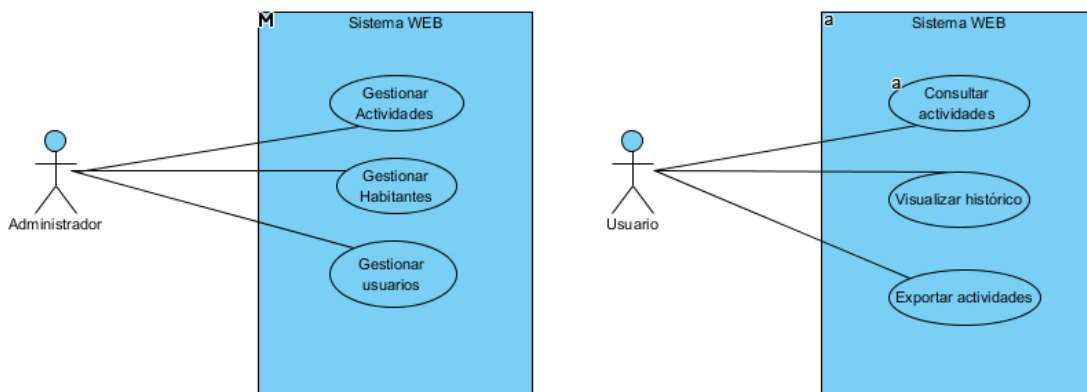 M
Sistema WEB
Gestionar
Actividades
Gestionar
Habitantes
Gestionar
usuarios
Administrador
a
Sistema WEB
a
Consultar
actividades
Visualizar histórico
Exportar actividades
Usuario